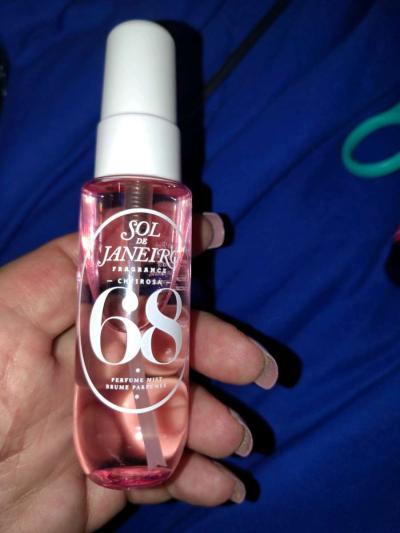 SOL
DE
JANEIRO
FRAGRANCE
CHEIROSA
68
PERFUME MIST
BRUME PARFUMÉE